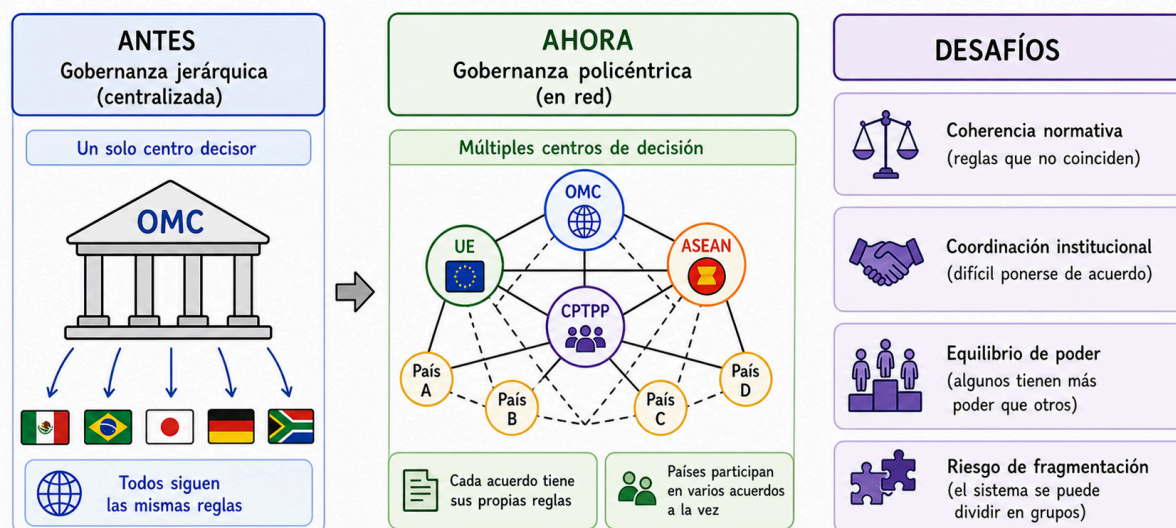 ANTES
Gobernanza jerárquica
(centralizada)
Un solo centro decisor
OMC
Todos siguen
las mismas reglas
AHORA
Gobernanza policéntrica
(en red)
Múltiples centros de decisión
OMC
UE
ASEAN
CPTPP
País
A
País
B
País
C
País
D
Cada acuerdo tiene
sus propias reglas
Países participan
en varios acuerdos
a la vez
DESAFÍOS
Coherencia normativa
(reglas que no coinciden)
Coordinación institucional
(difícil ponerse de acuerdo)
Equilibrio de poder
(algunos tienen más
poder que otros)
Riesgo de fragmentación
(el sistema se puede
dividir en grupos)